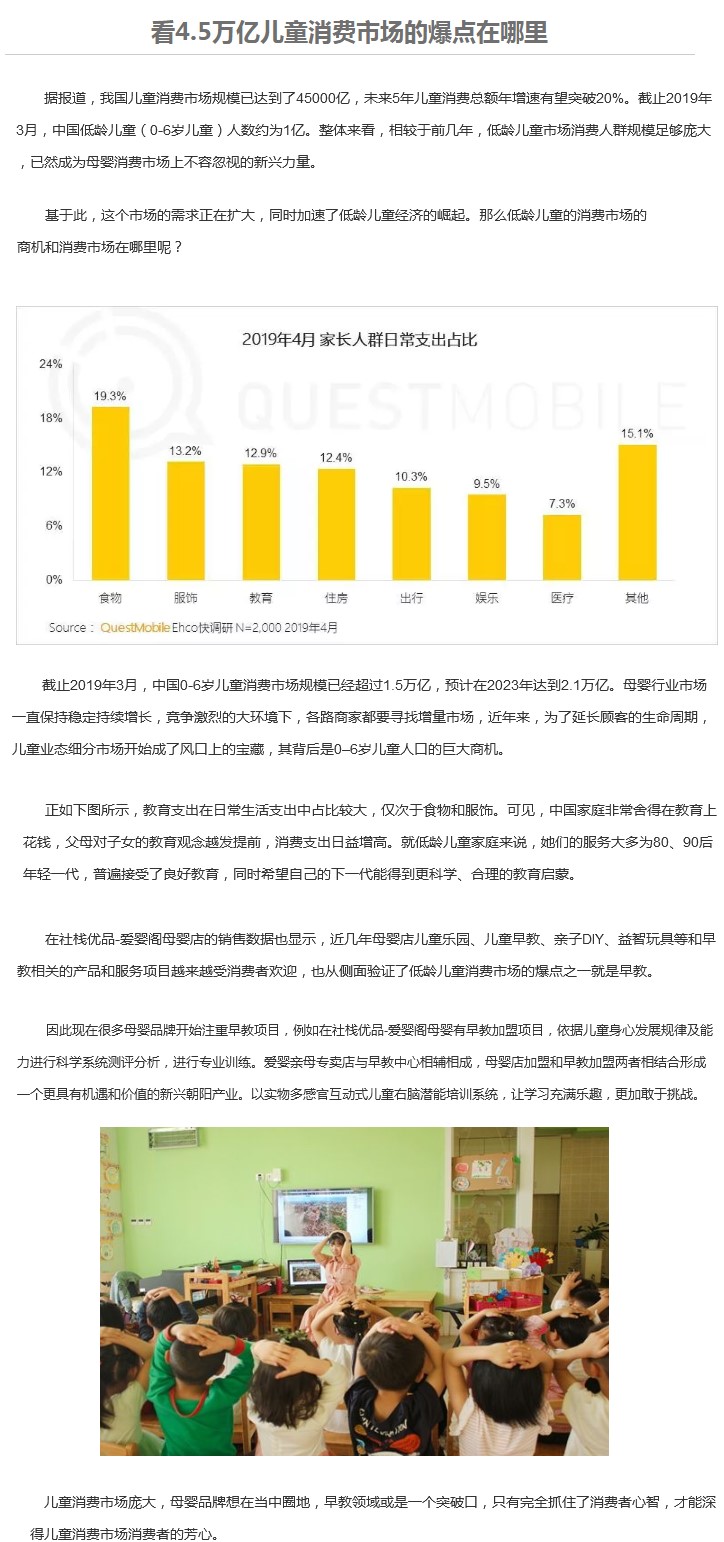 看4.5万亿儿童消费市场的爆点在哪里
据报道，我国儿童消费市场规模已达到了45000亿，未来5年儿童消费总额年增速有望突破20%。截止2019年
3月，中国低龄儿童（0-6岁儿童）人数约为1亿。整体来看，相较于前几年，低龄儿童市场消费人群规模足够庞大
，已然成为母婴消费市场上不容忽视的新兴力量。
基于此，这个市场的需求正在扩大，同时加速了低龄儿童经济的崛起。那么低龄儿童的消费市场的
商机和消费市场在哪里呢？
2019年4月 家长人群日常支出占比
QUESTMOBILE
24%
18%
12%
6%
0%
19.3%
13.2%
12.9%
12.4%
10.3%
9.5%
7.3%
15.1%
食物
服饰
教育
住房
出行
娱乐
医疗
其他
Source： QuestMobile Ehco快调研 N=2,000 2019年4月
截止2019年3月，中国0-6岁儿童消费市场规模已经超过1.5万亿，预计在2023年达到2.1万亿。母婴行业市场
一直保持稳定持续增长，竞争激烈的大环境下，各路商家都要寻找增量市场，近年来，为了延长顾客的生命周期，
儿童业态细分市场开始成了风口上的宝藏，其背后是0–6岁儿童人口的巨大商机。
正如下图所示，教育支出在日常生活支出中占比较大，仅次于食物和服饰。可见，中国家庭非常舍得在教育上
花钱，父母对子女的教育观念越发提前，消费支出日益增高。就低龄儿童家庭来说，她们的服务大多为80、90后
年轻一代，普遍接受了良好教育，同时希望自己的下一代能得到更科学、合理的教育启蒙。
在社栈优品-爱婴阁母婴店的销售数据也显示，近几年母婴店儿童乐园、儿童早教、亲子DIY、益智玩具等和早
教相关的产品和服务项目越来越受消费者欢迎，也从侧面验证了低龄儿童消费市场的爆点之一就是早教。
因此现在很多母婴品牌开始注重早教项目，例如在社栈优品-爱婴阁母婴有早教加盟项目，依据儿童身心发展规律及能
力进行科学系统测评分析，进行专业训练。爱婴亲母专卖店与早教中心相辅相成，母婴店加盟和早教加盟两者相结合形成
一个更具有机遇和价值的新兴朝阳产业。以实物多感官互动式儿童右脑潜能培训系统，让学习充满乐趣，更加敢于挑战。
儿童消费市场庞大，母婴品牌想在当中圈地，早教领域或是一个突破口，只有完全抓住了消费者心智，才能深
得儿童消费市场消费者的芳心。